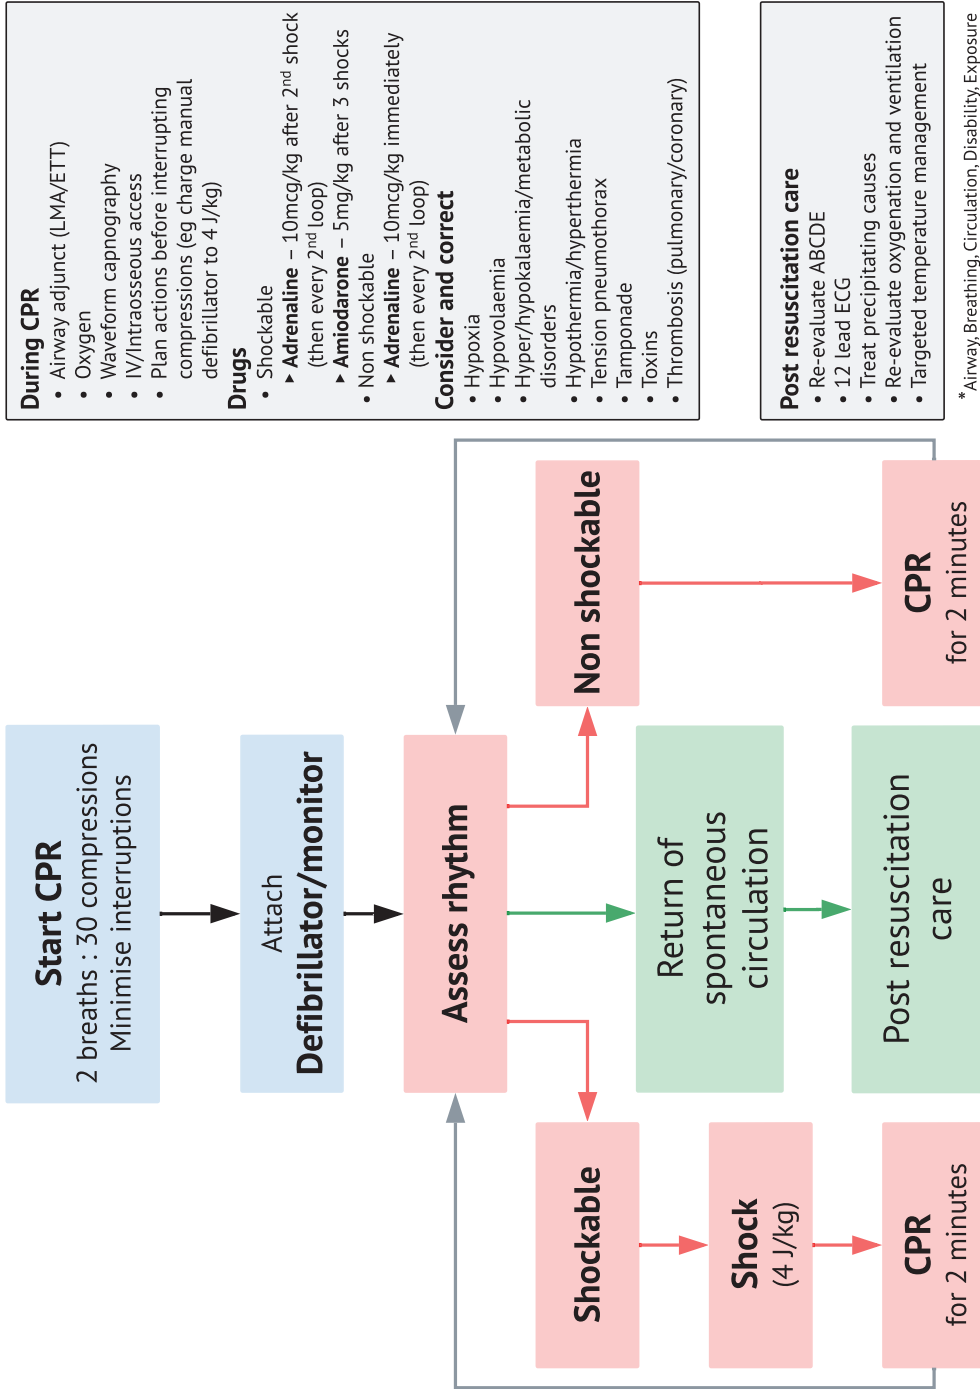 Start CPR
2 breaths : 30 compressions
Minimise interruptions
Attach
Defibrillator/monitor
Assess rhythm
Shockable
Shock
(4 J/kg)
CPR
for 2 minutes
Return of
spontaneous
circulation
Post resuscitation
care
Non shockable
CPR
for 2 minutes
During CPR
• Airway adjunct (LMA/ETT)
• Oxygen
• Waveform capnography
• IV/Intraosseous access
• Plan actions before interrupting
compressions (eg charge manual
defibrillator to 4 J/kg)
Drugs
• Shockable
▸ Adrenaline – 10mcg/kg after 2nd shock
(then every 2nd loop)
▸ Amiodarone – 5mg/kg after 3 shocks
• Non shockable
▸ Adrenaline – 10mcg/kg immediately
(then every 2nd loop)
Consider and correct
• Hypoxia
• Hypovolaemia
• Hyper/hypokalaemia/metabolic
disorders
• Hypothermia/hyperthermia
• Tension pneumothorax
• Tamponade
• Toxins
• Thrombosis (pulmonary/coronary)
Post resuscitation care
• Re-evaluate ABCDE
• 12 lead ECG
• Treat precipitating causes
• Re-evaluate oxygenation and ventilation
• Targeted temperature management
* Airway, Breathing, Circulation, Disability, Exposure